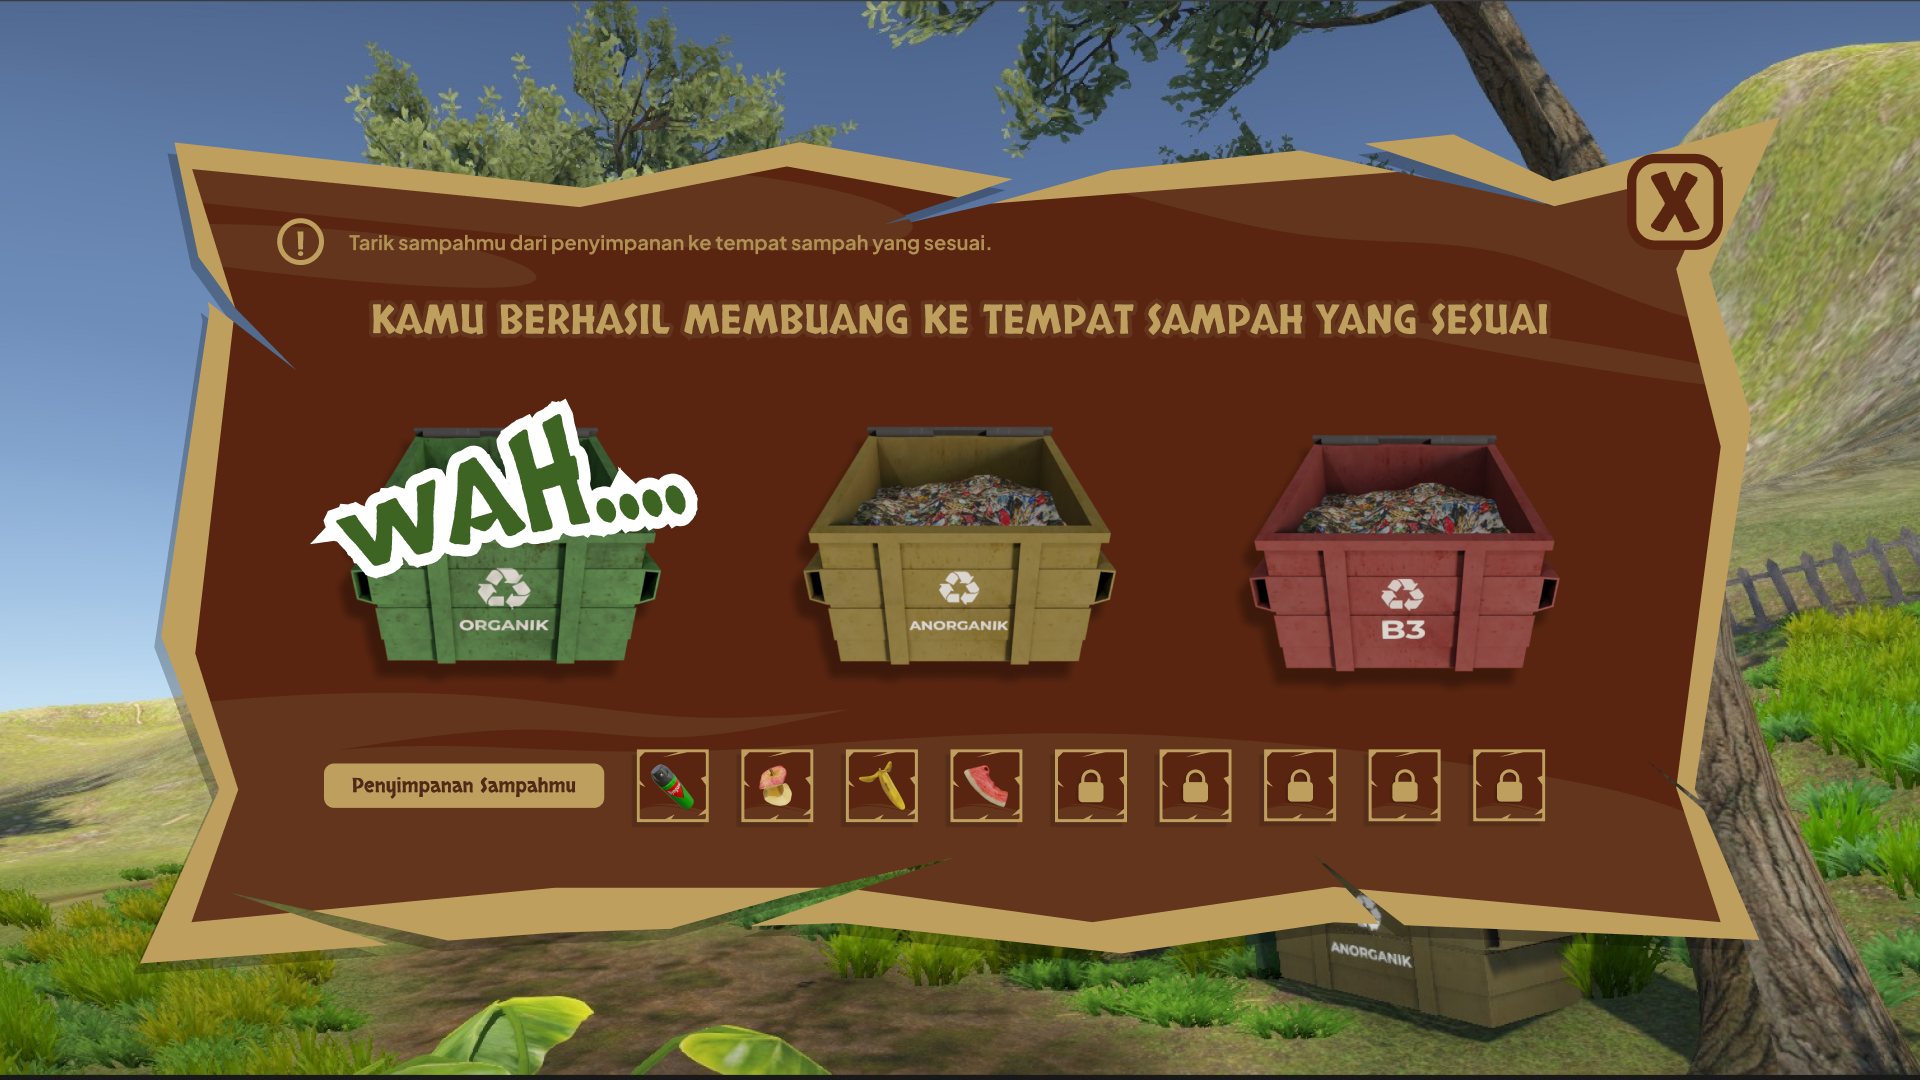 X
! Tarik sampahmu dari penyimpanan ke tempat sampah yang sesuai.
KAMU BERHASIL MEMBUANG KE TEMPAT SAMPAH YANG SESUAI
WAH....
ORGANIK
ANORGANIK
B3
Penyimpanan Sampahmu
ANORGANIK